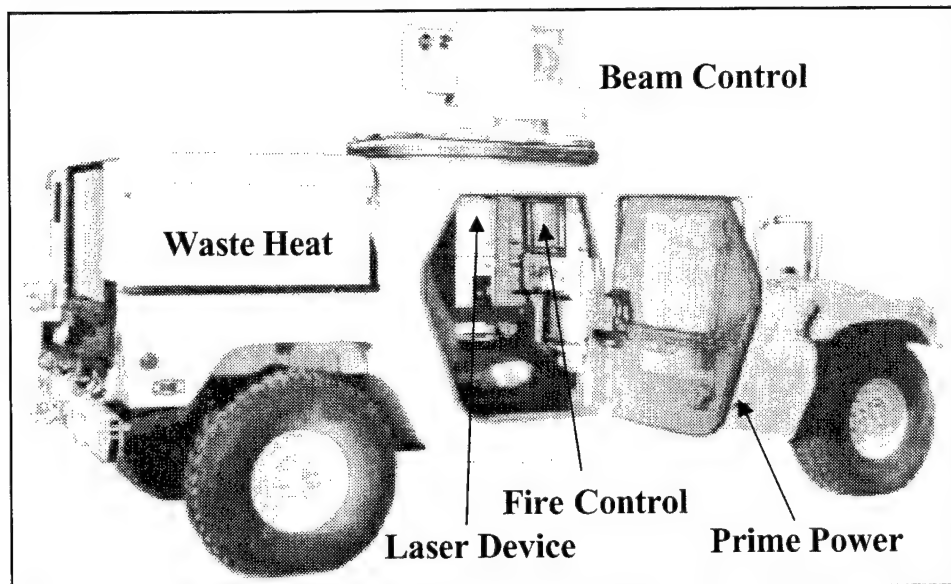 Beam Control
Waste Heat
Fire Control
Laser Device
Prime Power